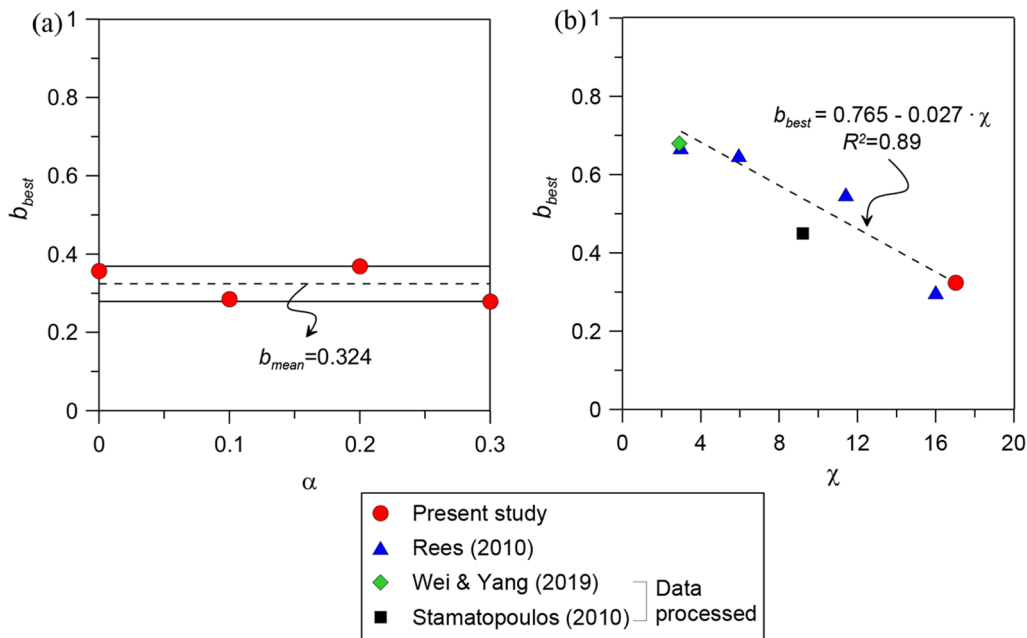 (a)
1
0.8
0.6
0.4
0.2
0
b_best
b_mean=0.324
0
0.1
0.2
0.3
α
(b)
1
0.8
0.6
0.4
0.2
0
b_best
b_best = 0.765 - 0.027 · χ
R²=0.89
0
4
8
12
16
20
χ
Present study
Rees (2010)
Wei & Yang (2019)
Stamatopoulos (2010)
Data
processed